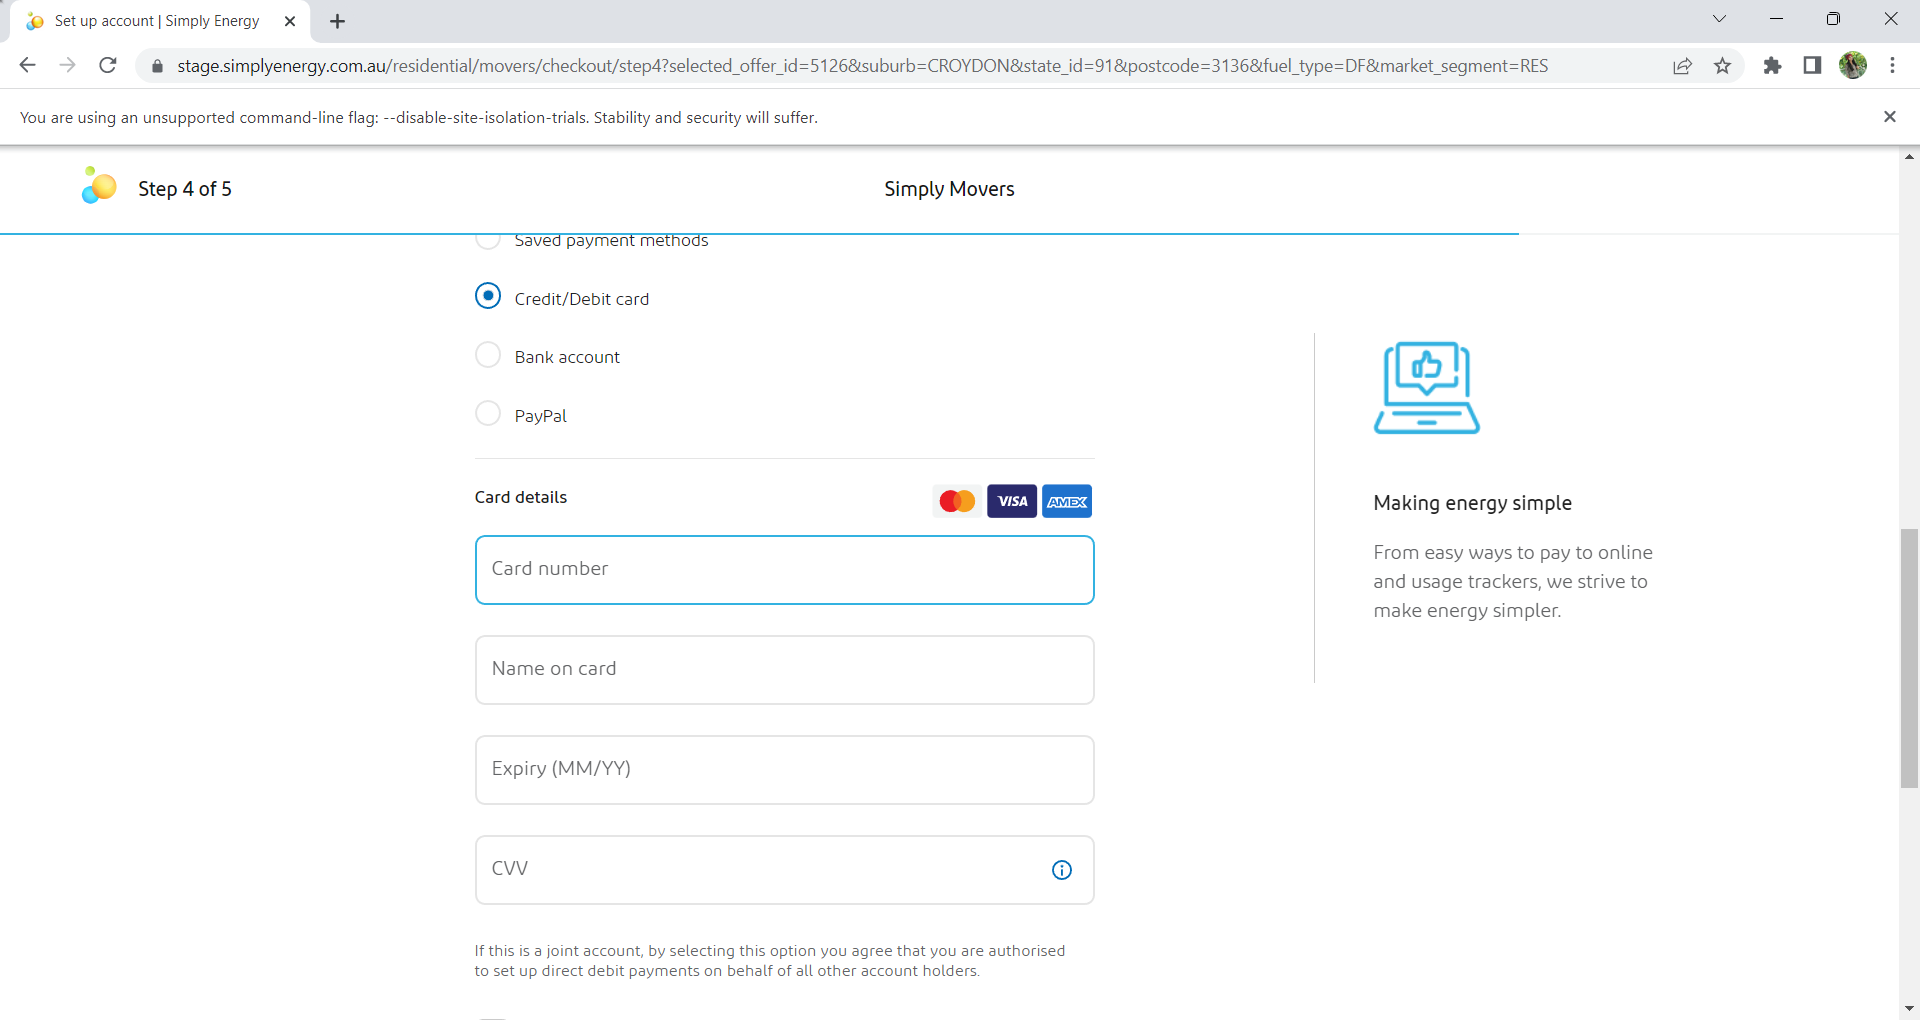 Set up account | Simply Energy
stage.simplyenergy.com.au/residential/movers/checkout/step4?selected_offer_id=5126&suburb=CROYDON&state_id=91&postcode=3136&fuel_type=DF&market_segment=RES
You are using an unsupported command-line flag: --disable-site-isolation-trials. Stability and security will suffer.
Step 4 of 5
Simply Movers
Saved payment methods
Credit/Debit card
Bank account
PayPal
Card details
VISA
AMEX
Card number
Name on card
Expiry (MM/YY)
CVV
If this is a joint account, by selecting this option you agree that you are authorised
to set up direct debit payments on behalf of all other account holders.
Making energy simple
From easy ways to pay to online
and usage trackers, we strive to
make energy simpler.